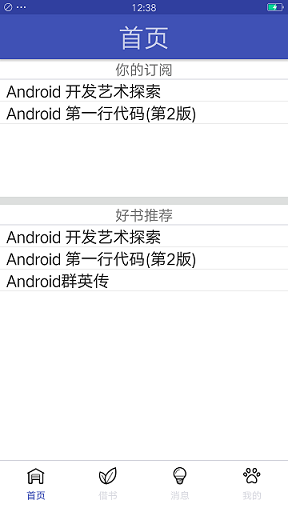 12:38
首页
你的订阅
Android 开发艺术探索
Android 第一行代码(第2版)
好书推荐
Android 开发艺术探索
Android 第一行代码(第2版)
Android群英传
首页 信书 消息 我的